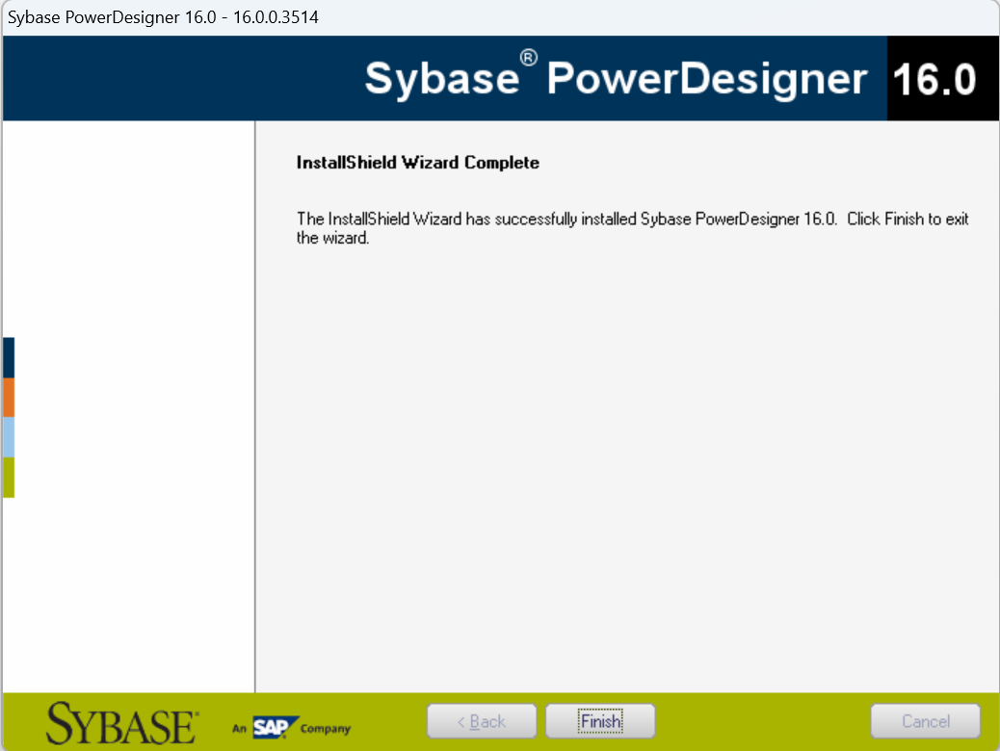 Sybase PowerDesigner 16.0 - 16.0.0.3514
Sybase® PowerDesigner 16.0
InstallShield Wizard Complete
The InstallShield Wizard has successfully installed Sybase PowerDesigner 16.0.  Click Finish to exit
the wizard.
SYBASE An SAP Company
< Back
Finish
Cancel